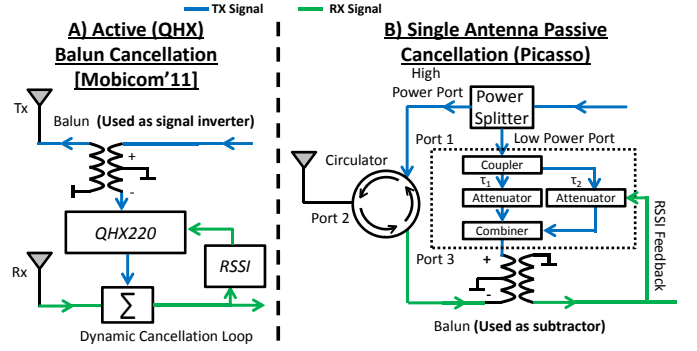 TX Signal
RX Signal
A) Active (QHX)
Balun Cancellation
[Mobicom'11]
Tx
Balun (Used as signal inverter)
+
-
QHX220
RSSI
Rx
Σ
Dynamic Cancellation Loop
B) Single Antenna Passive
Cancellation (Picasso)
High
Power Port
Power
Splitter
Port 1
Low Power Port
Circulator
Coupler
τ1
τ2
Attenuator
Attenuator
Port 2
Combiner
RSSI Feedback
+
Port 3
-
Balun (Used as subtractor)